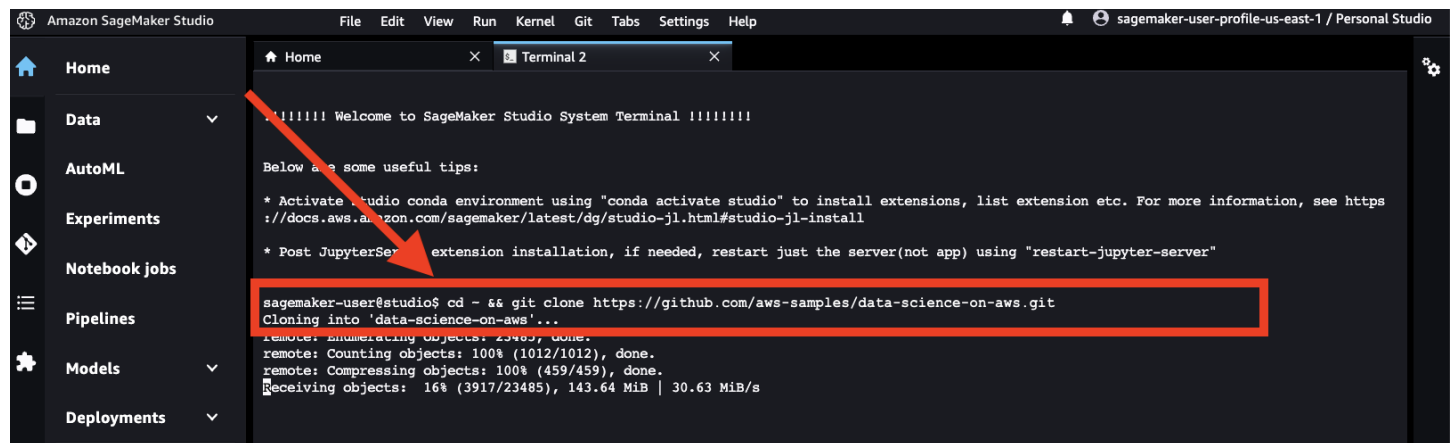 Amazon SageMaker Studio
File Edit View Run Kernel Git Tabs Settings Help
sagemaker-user-profile-us-east-1 / Personal Studio
Home
Data
AutoML
Experiments
Notebook jobs
Pipelines
Models
Deployments
Home
Terminal 2
!!!!!!! Welcome to SageMaker Studio System Terminal !!!!!!!!
Below are some useful tips:
* Activate studio conda environment using "conda activate studio" to install extensions, list extension etc. For more information, see https
://docs.aws.amazon.com/sagemaker/latest/dg/studio-jl.html#studio-jl-install
* Post JupyterServer extension installation, if needed, restart just the server(not app) using "restart-jupyter-server"
sagemaker-user@studio$ cd ~ && git clone https://github.com/aws-samples/data-science-on-aws.git
Cloning into 'data-science-on-aws'...
remote: Enumerating objects: 23485, done.
remote: Counting objects: 100% (1012/1012), done.
remote: Compressing objects: 100% (459/459), done.
Receiving objects: 16% (3917/23485), 143.64 MiB | 30.63 MiB/s